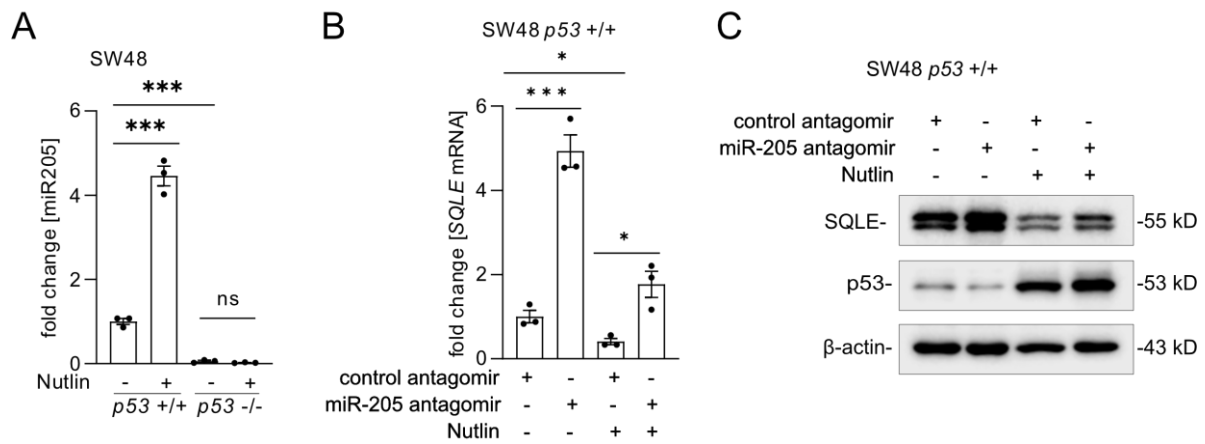 A
SW48
***
***
ns
6
4
2
0
fold change [miR205]
Nutlin - + - +
p53 +/+ p53 -/-
B
SW48 p53 +/+
*
***
*
6
4
2
0
fold change [SQLE mRNA]
control antagomir + - + -
miR-205 antagomir - + - +
Nutlin - - + +
C
SW48 p53 +/+
control antagomir + - + -
miR-205 antagomir - + - +
Nutlin - - + +
SQLE- -55 kD
p53- -53 kD
β-actin- -43 kD